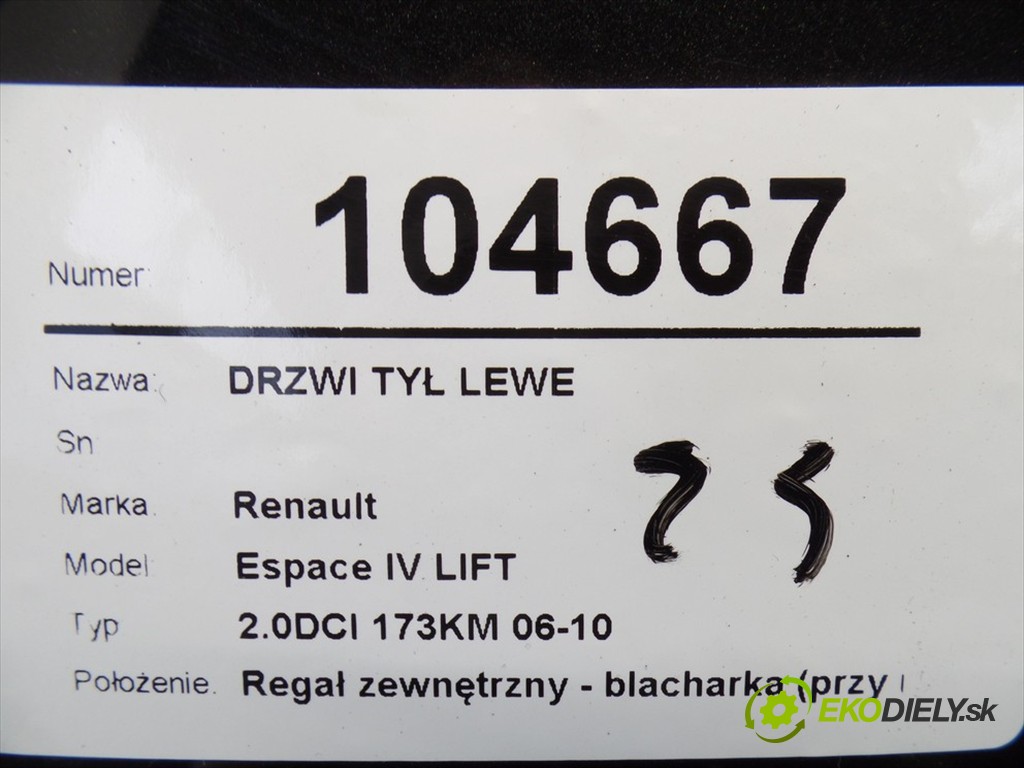 104667
Numer:
Nazwa: DRZWI TYŁ LEWE
Sn
Marka. Renault
Model Espace IV LIFT
Typ 2.0DCI 173KM 06-10
Położenie. Regał zewnętrzny - blacharka (przy
EKODIELY.sk